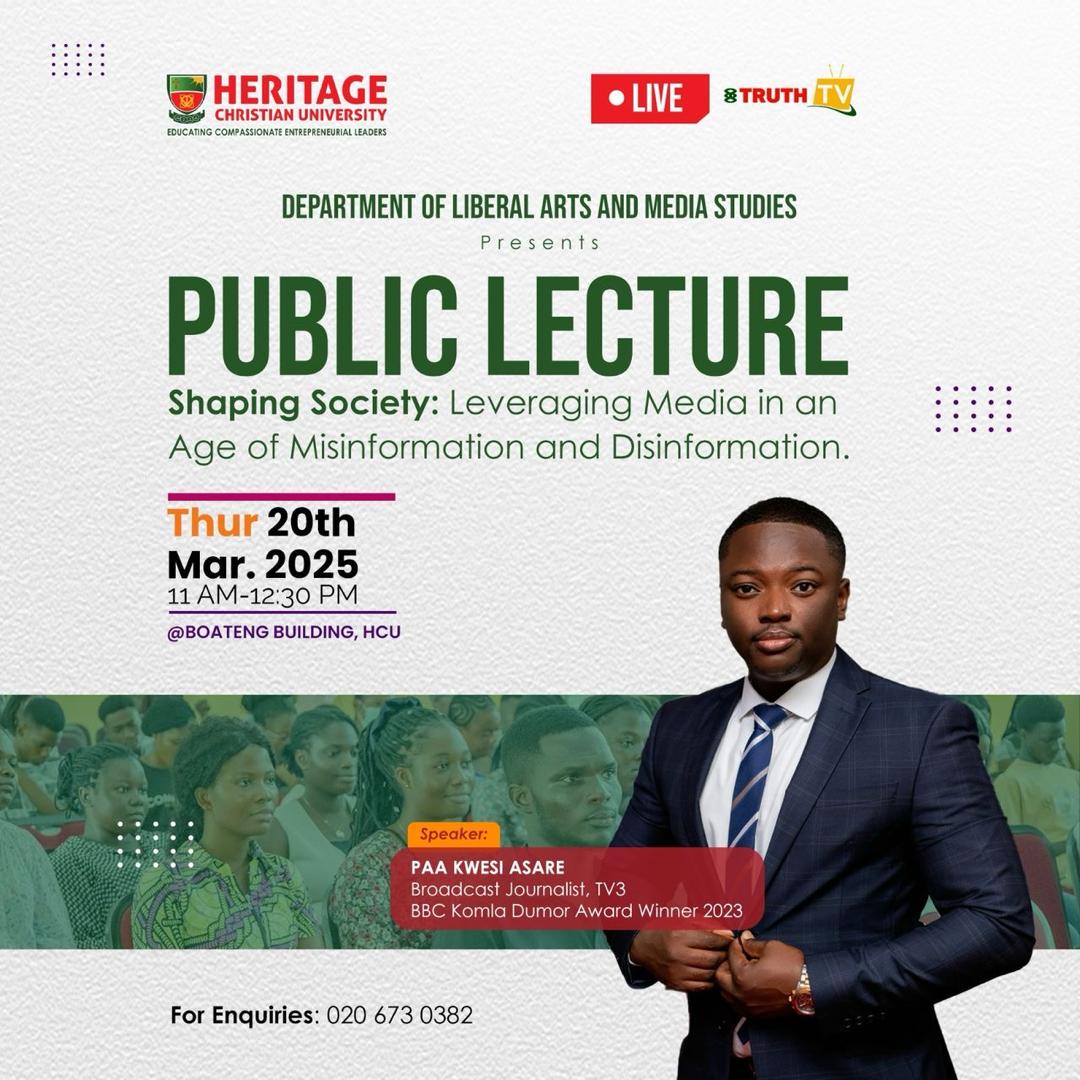 HERITAGE
CHRISTIAN UNIVERSITY
EDUCATING COMPASSIONATE ENTREPRENEURIAL LEADERS
LIVE
TRUTH TV
DEPARTMENT OF LIBERAL ARTS AND MEDIA STUDIES
Presents
PUBLIC LECTURE
Shaping Society: Leveraging Media in an
Age of Misinformation and Disinformation.
Thur 20th
Mar. 2025
11 AM-12:30 PM
@BOATENG BUILDING, HCU
Speaker:
PAA KWESI ASARE
Broadcast Journalist, TV3
BBC Komla Dumor Award Winner 2023
For Enquiries: 020 673 0382